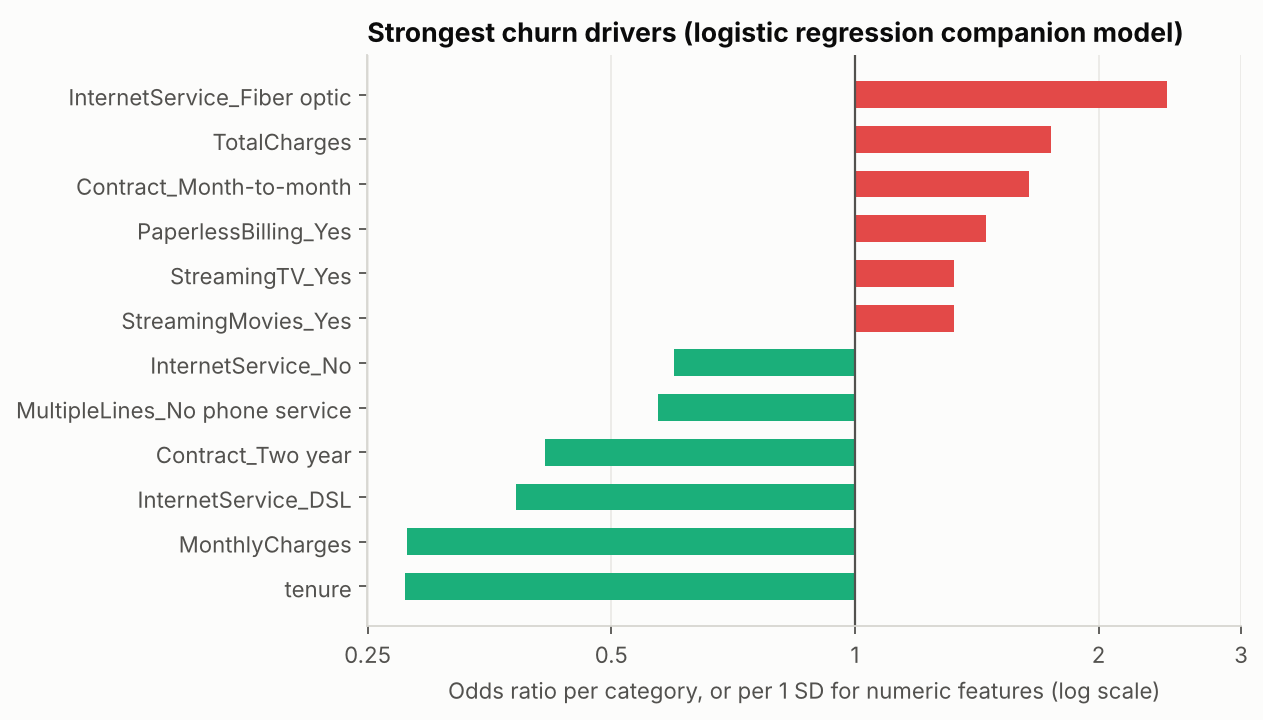 Strongest churn drivers (logistic regression companion model)
InternetService_Fiber optic
TotalCharges
Contract_Month-to-month
PaperlessBilling_Yes
StreamingTV_Yes
StreamingMovies_Yes
InternetService_No
MultipleLines_No phone service
Contract_Two year
InternetService_DSL
MonthlyCharges
tenure
0.25 0.5 1 2 3
Odds ratio per category, or per 1 SD for numeric features (log scale)